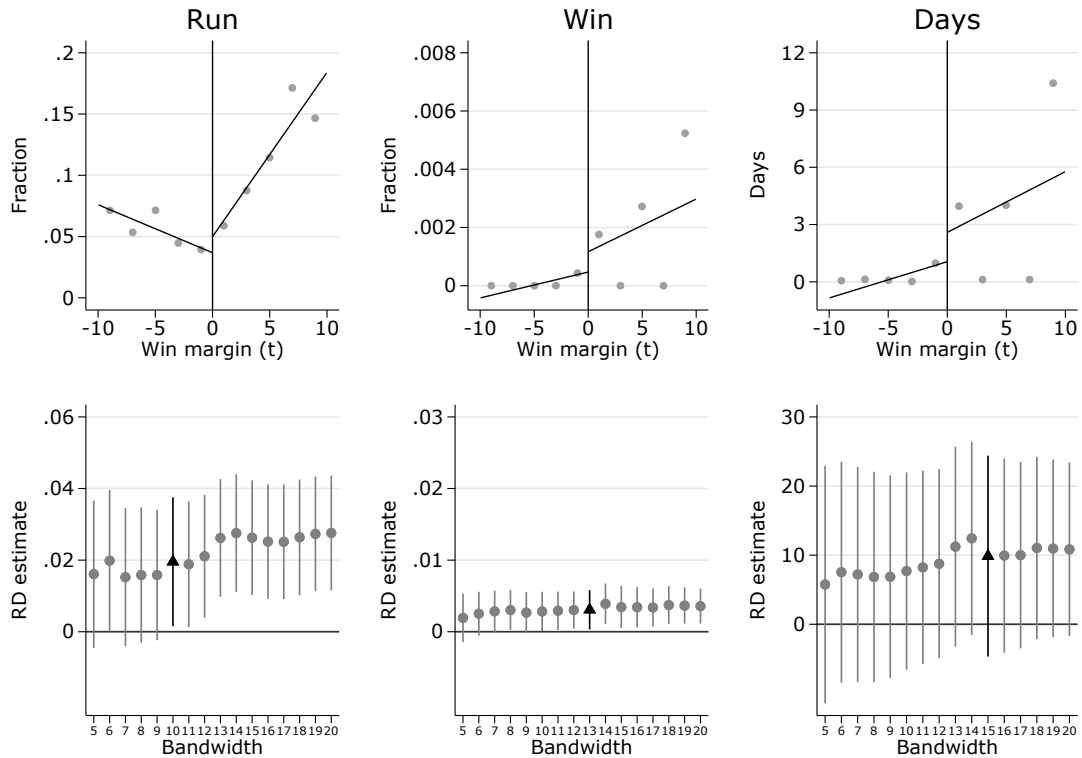 Run
Win
Days
.2
.15
.1
.05
0
Fraction
-10 -5 0 5 10
Win margin (t)
.008
.006
.004
.002
0
Fraction
-10 -5 0 5 10
Win margin (t)
12
9
6
3
0
Days
-10 -5 0 5 10
Win margin (t)
.06
.04
.02
0
RD estimate
5 6 7 8 9 10 11 12 13 14 15 16 17 18 19 20
Bandwidth
.03
.02
.01
0
RD estimate
5 6 7 8 9 10 11 12 13 14 15 16 17 18 19 20
Bandwidth
30
20
10
0
RD estimate
5 6 7 8 9 10 11 12 13 14 15 16 17 18 19 20
Bandwidth